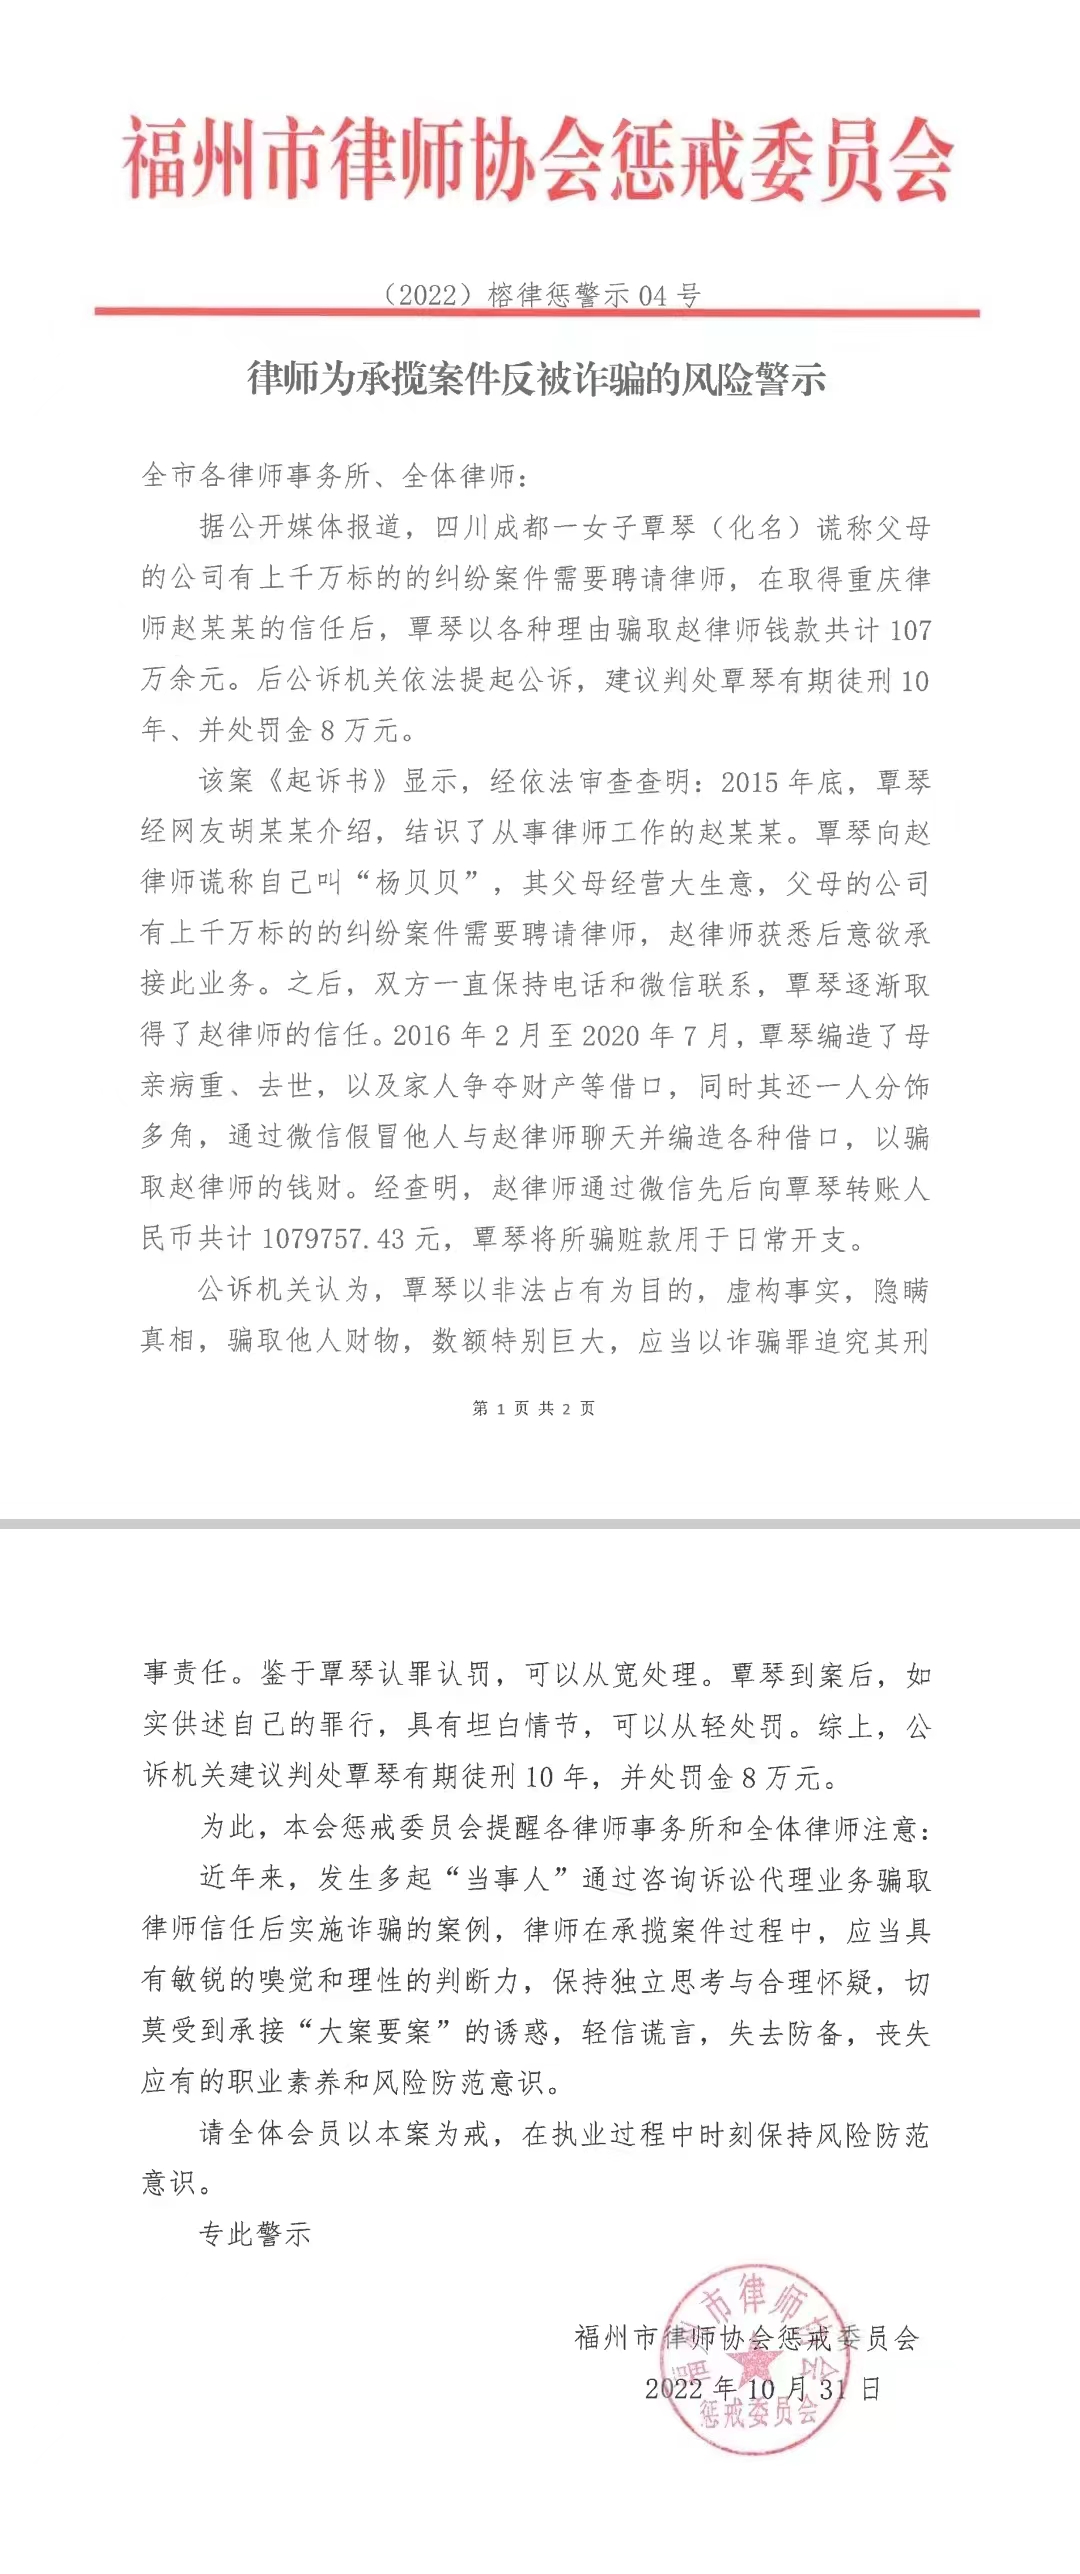 福州市律师协会惩戒委员会
（2022）榕律惩警示 04 号
律师为承揽案件反被诈骗的风险警示
全市各律师事务所、全体律师：
据公开媒体报道，四川成都一女子覃琴（化名）谎称父母
的公司有上千万标的的纠纷案件需要聘请律师，在取得重庆律
师赵某某的信任后，覃琴以各种理由骗取赵律师钱款共计 107
万余元。后公诉机关依法提起公诉，建议判处覃琴有期徒刑 10
年、并处罚金 8 万元。
该案《起诉书》显示，经依法审查查明：2015 年底，覃琴
经网友胡某某介绍，结识了从事律师工作的赵某某。覃琴向赵
律师谎称自己叫“杨贝贝”，其父母经营大生意，父母的公司
有上千万标的的纠纷案件需要聘请律师，赵律师获悉后意欲承
接此业务。之后，双方一直保持电话和微信联系，覃琴逐渐取
得了赵律师的信任。2016 年 2 月至 2020 年 7 月，覃琴编造了母
亲病重、去世，以及家人争夺财产等借口，同时其还一人分饰
多角，通过微信假冒他人与赵律师聊天并编造各种借口，以骗
取赵律师的钱财。经查明，赵律师通过微信先后向覃琴转账人
民币共计 1079757.43 元，覃琴将所骗赃款用于日常开支。
公诉机关认为，覃琴以非法占有为目的，虚构事实，隐瞒
真相，骗取他人财物，数额特别巨大，应当以诈骗罪追究其刑
第 1 页 共 2 页
事责任。鉴于覃琴认罪认罚，可以从宽处理。覃琴到案后，如
实供述自己的罪行，具有坦白情节，可以从轻处罚。综上，公
诉机关建议判处覃琴有期徒刑 10 年，并处罚金 8 万元。
为此，本会惩戒委员会提醒各律师事务所和全体律师注意：
近年来，发生多起“当事人”通过咨询诉讼代理业务骗取
律师信任后实施诈骗的案例，律师在承揽案件过程中，应当具
有敏锐的嗅觉和理性的判断力，保持独立思考与合理怀疑，切
莫受到承接“大案要案”的诱惑，轻信谎言，失去防备，丧失
应有的职业素养和风险防范意识。
请全体会员以本案为戒，在执业过程中时刻保持风险防范
意识。
专此警示
福州市律师协会惩戒委员会
2022 年 10 月 31 日
福州市律师协会
惩戒委员会